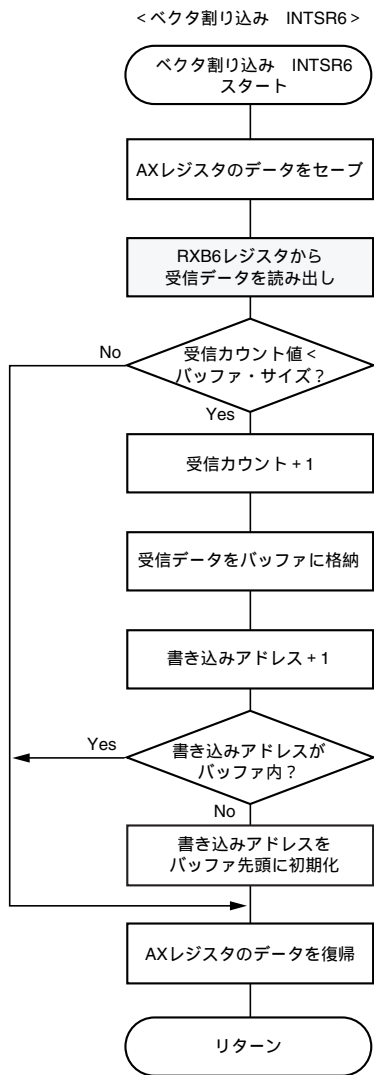 <ベクタ割り込み　INTSR6>
ベクタ割り込み　INTSR6
スタート
AXレジスタのデータをセーブ
RXB6レジスタから
受信データを読み出し
受信カウント値<
バッファ・サイズ？
No
Yes
受信カウント+1
受信データをバッファに格納
書き込みアドレス+1
書き込みアドレスが
バッファ内？
Yes
No
書き込みアドレスを
バッファ先頭に初期化
AXレジスタのデータを復帰
リターン